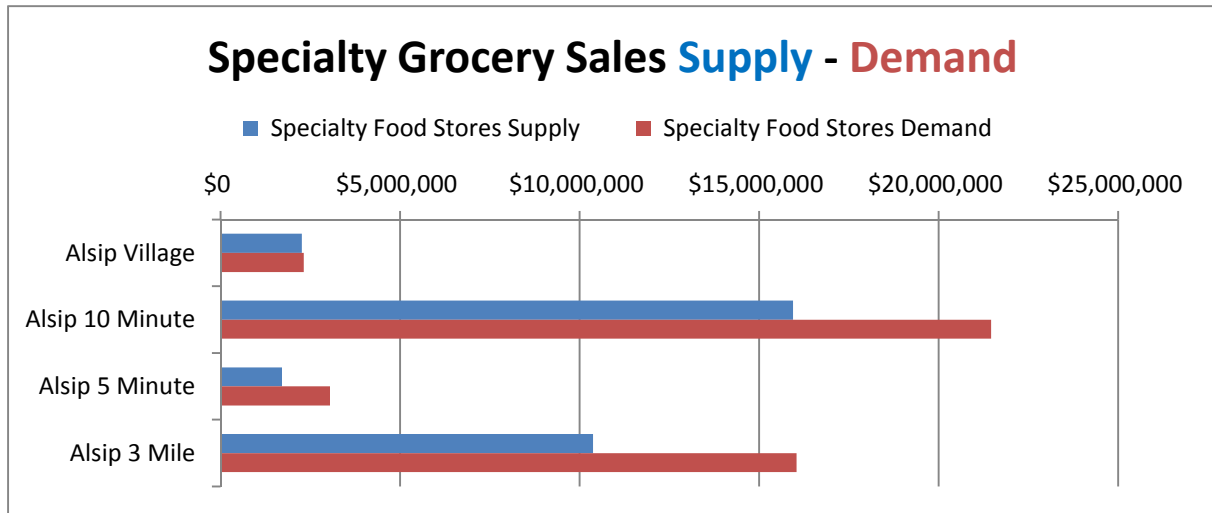 Specialty Grocery Sales Supply - Demand
Specialty Food Stores Supply Specialty Food Stores Demand
$0 $5,000,000 $10,000,000 $15,000,000 $20,000,000 $25,000,000
Alsip Village
Alsip 10 Minute
Alsip 5 Minute
Alsip 3 Mile